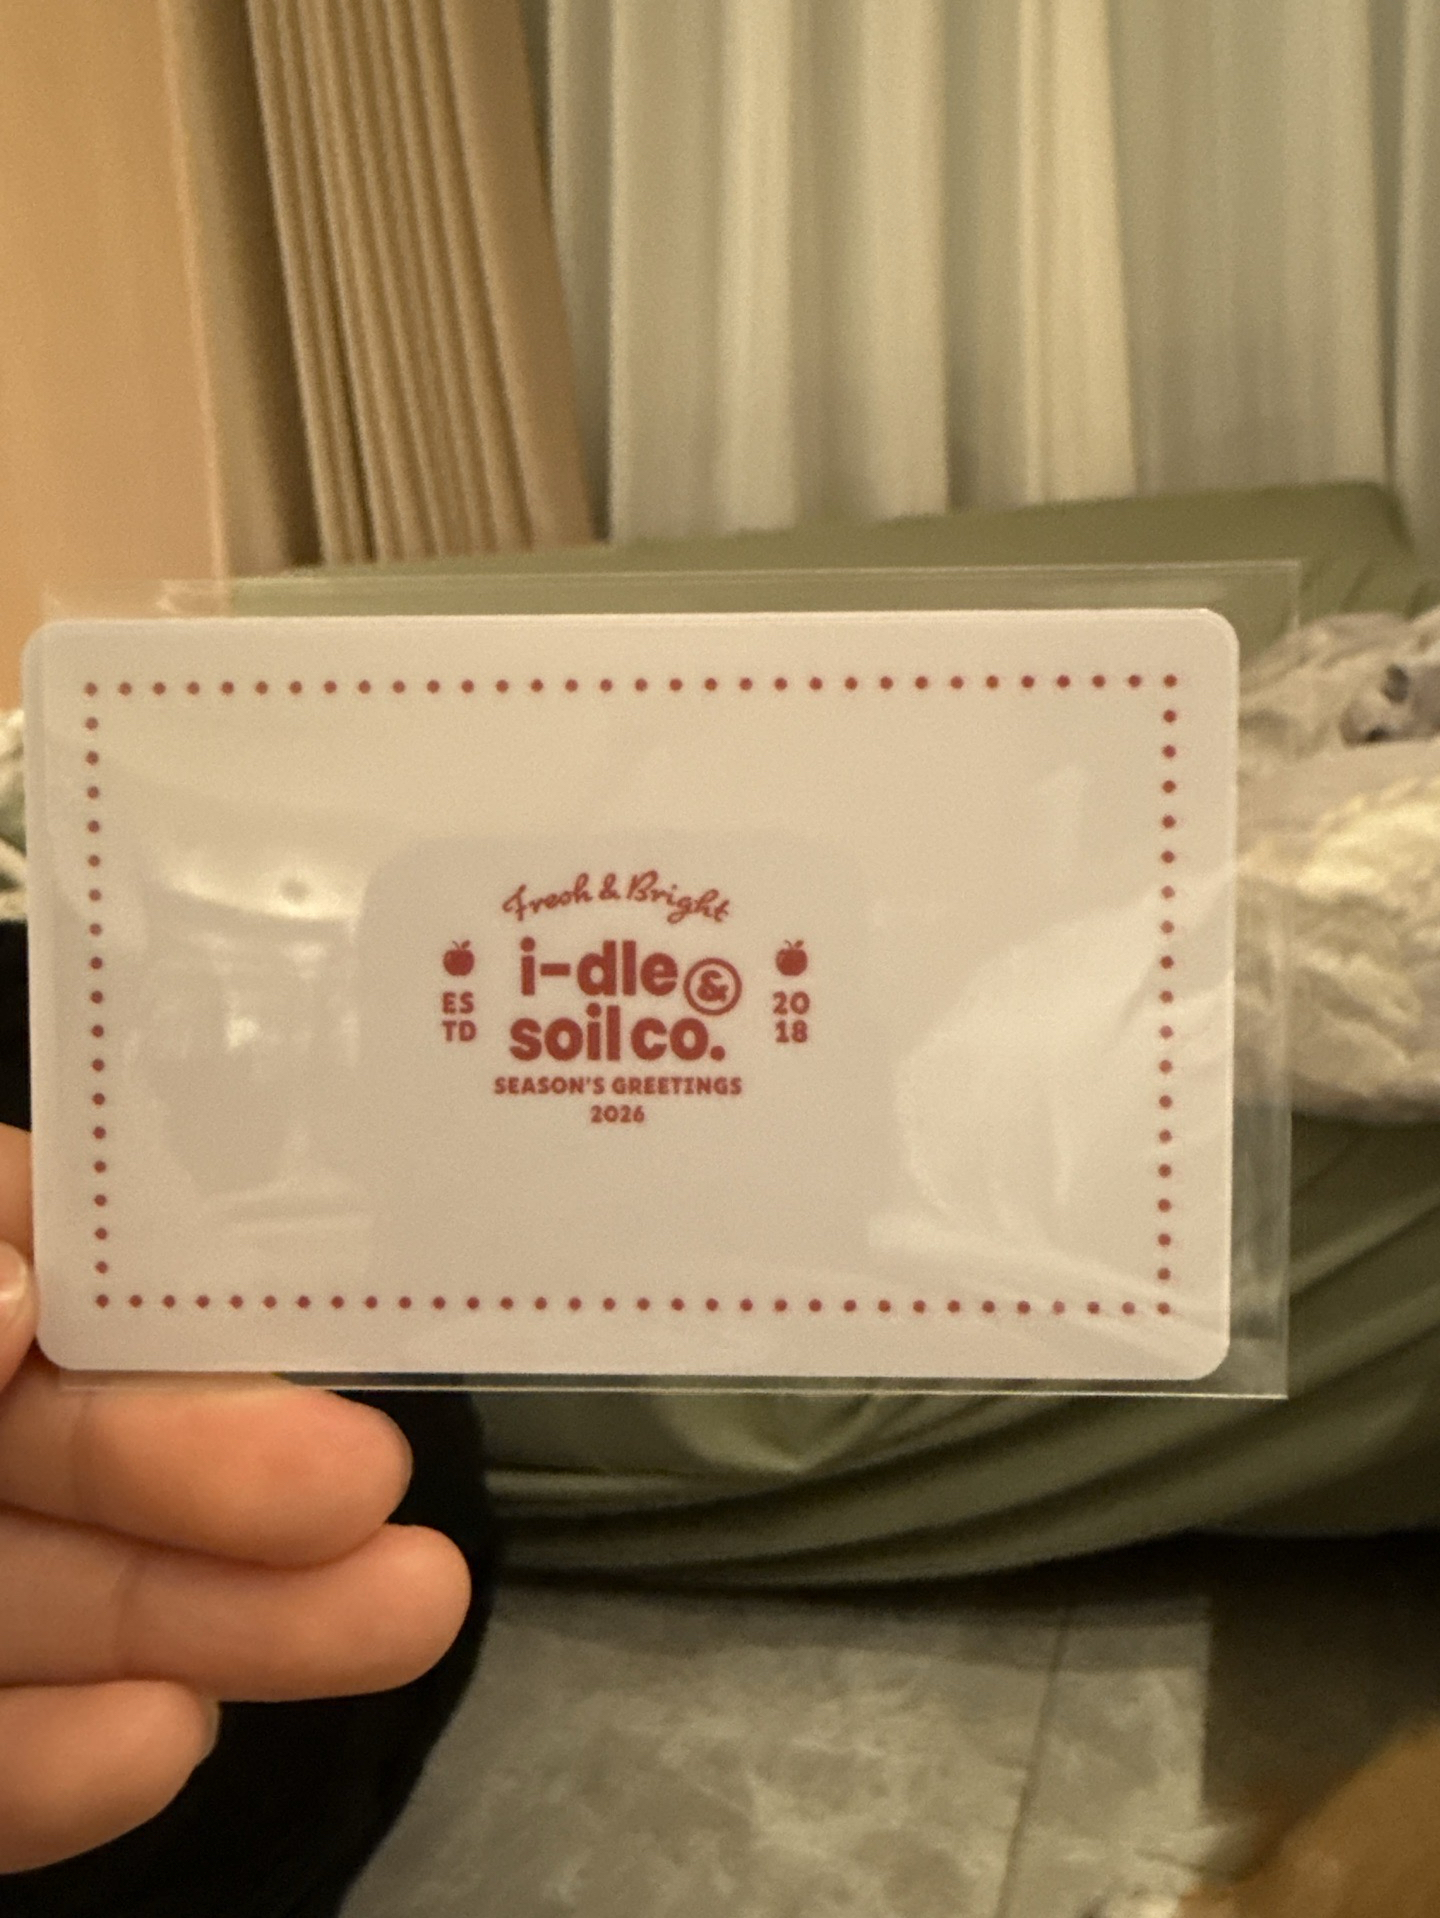 Fresh & Bright
i-dle &
soil co.
ES
TD
20
18
SEASON'S GREETINGS
2026